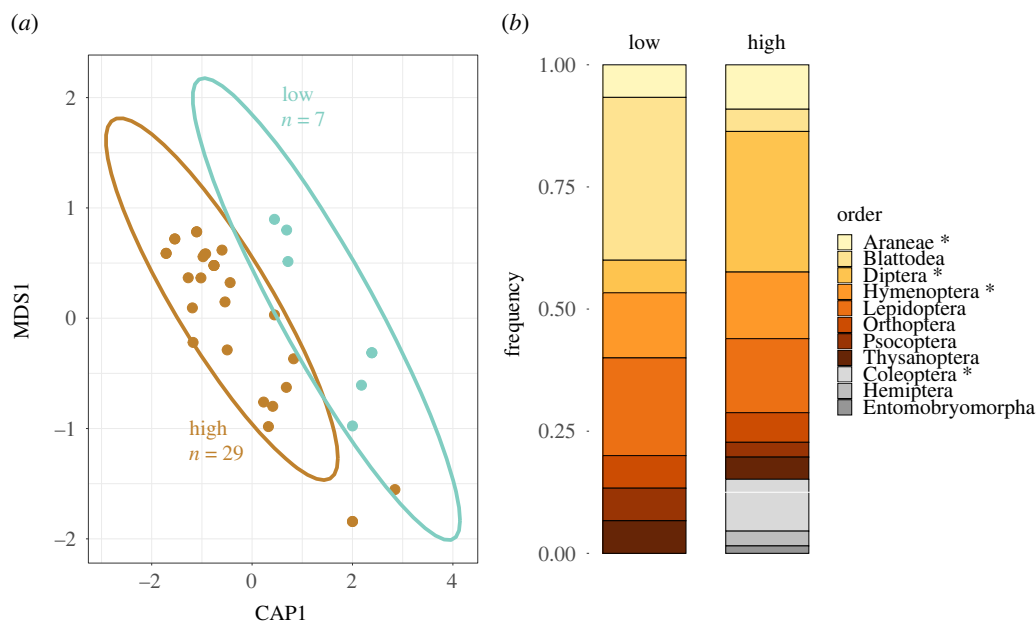 (a)
low
n = 7
high
n = 29
2
1
0
–1
–2
MDS1
–2
0
2
4
CAP1
(b)
low
high
1.00
0.75
0.50
0.25
0.00
frequency
order
Araneae *
Blattodea
Diptera *
Hymenoptera *
Lepidoptera
Orthoptera
Psocoptera
Thysanoptera
Coleoptera *
Hemiptera
Entomobryomorpha